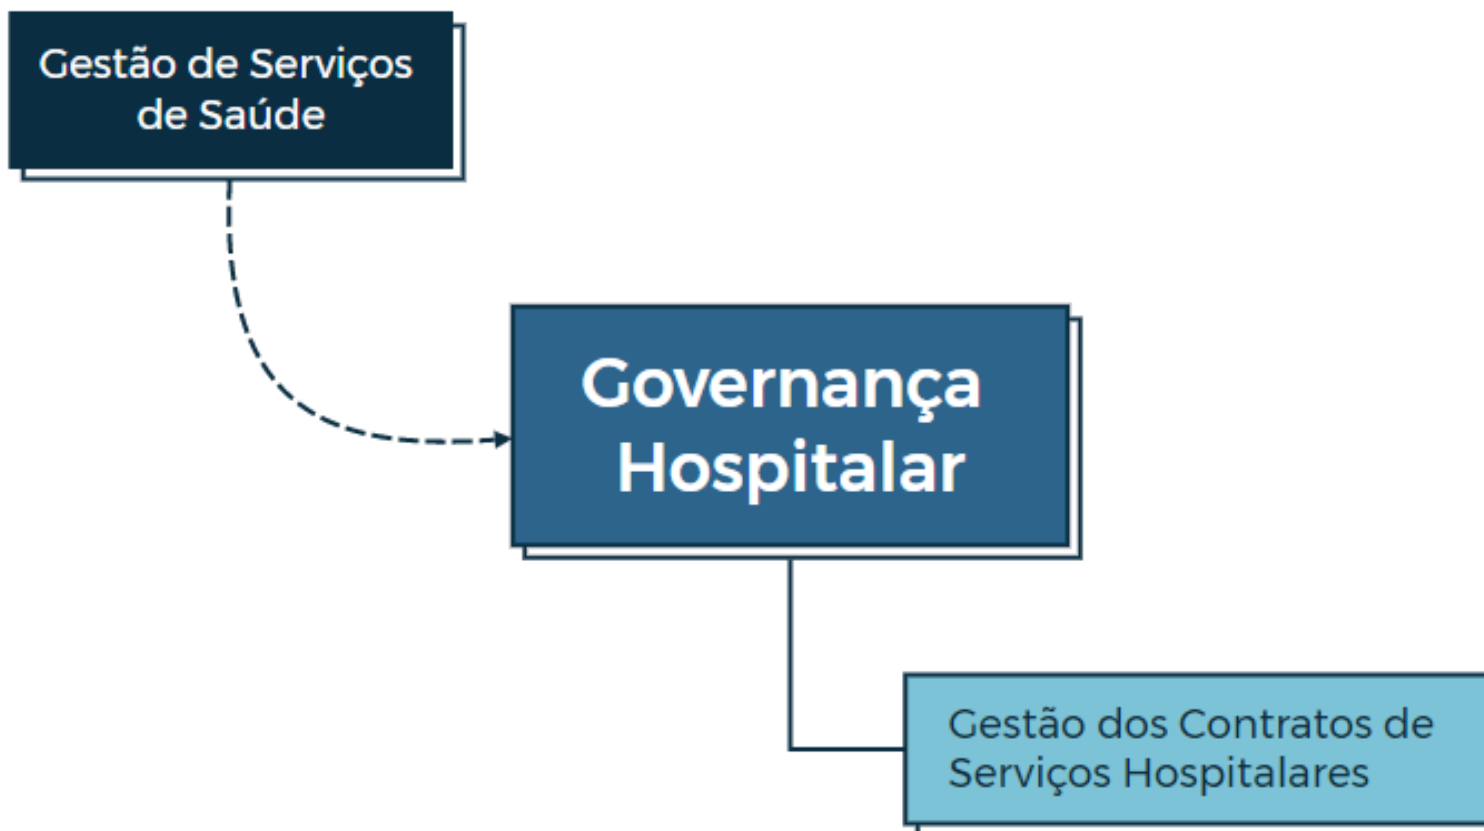 Gestão de Serviços
de Saúde
Governança
Hospitalar
Gestão dos Contratos de
Serviços Hospitalares